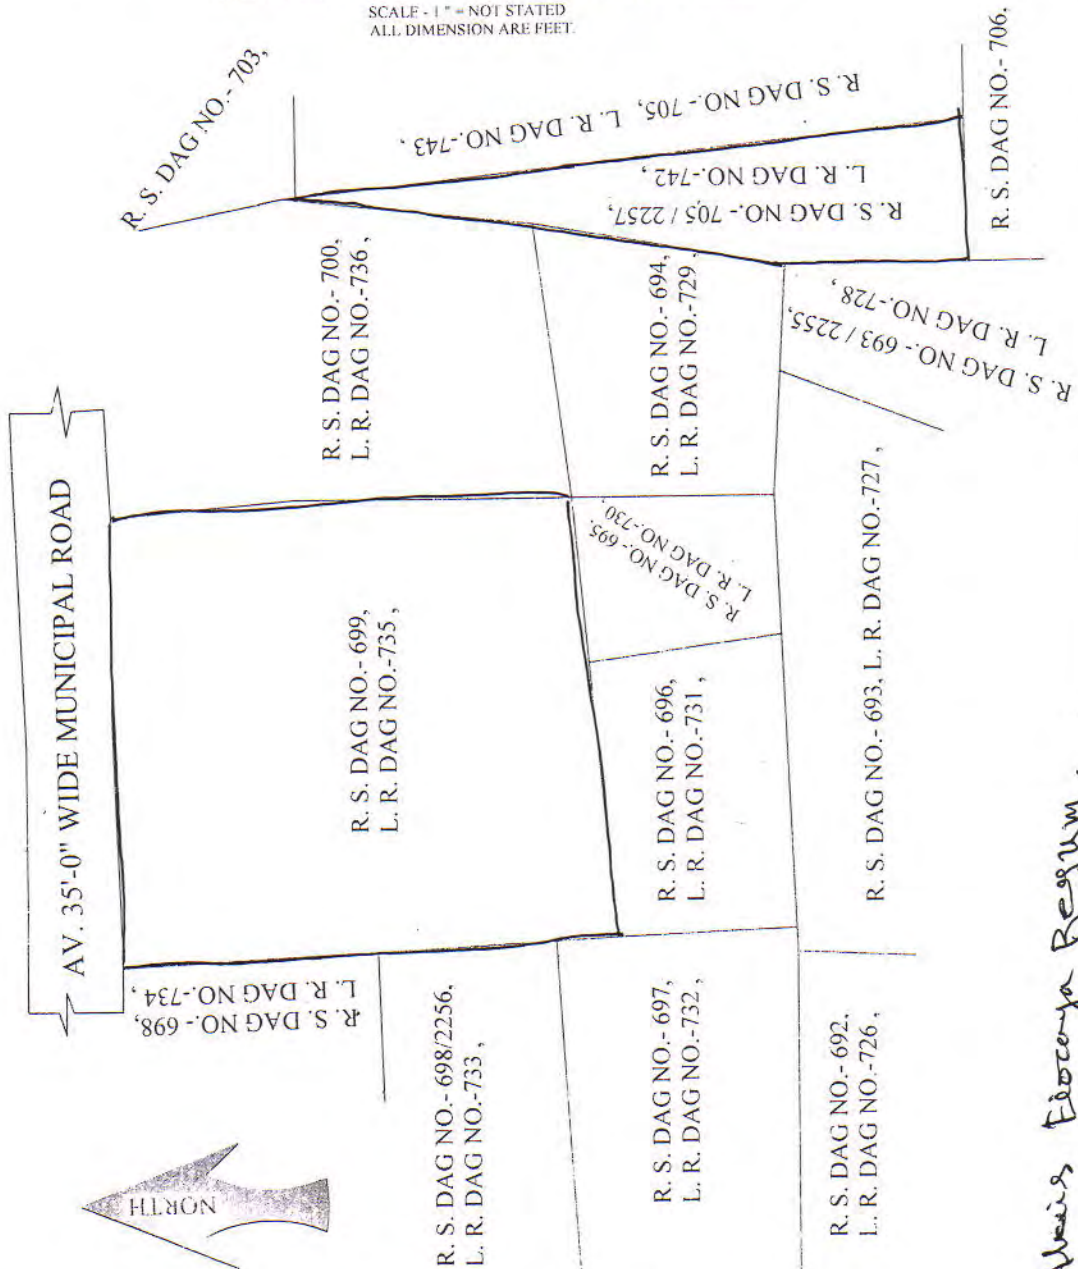 SCALE - 1 " = NOT STATED
ALL DIMENSION ARE FEET.
R. S. DAG NO.- 703,
R. S. DAG NO.- 705, L. R. DAG NO.-743,
R. S. DAG NO.- 705 / 2257,
L. R. DAG NO.-742,
R. S. DAG NO.- 706,
R. S. DAG NO.- 700,
L. R. DAG NO.-736,
R. S. DAG NO.- 694,
L. R. DAG NO.-729,
R. S. DAG NO.- 693 / 2255,
L. R. DAG NO.-728,
AV. 35'-0" WIDE MUNICIPAL ROAD
R. S. DAG NO.- 699,
L. R. DAG NO.-735,
R. S. DAG NO.- 695,
L. R. DAG NO.-730,
R. S. DAG NO.- 696,
L. R. DAG NO.-731,
R. S. DAG NO.- 693, L. R. DAG NO.-727,
R. S. DAG NO.- 698,
L. R. DAG NO.-734,
R. S. DAG NO.- 698/2256,
L. R. DAG NO.-733,
R. S. DAG NO.- 697,
L. R. DAG NO.-732,
R. S. DAG NO.- 692,
L. R. DAG NO.-726,
NORTH
Begum.